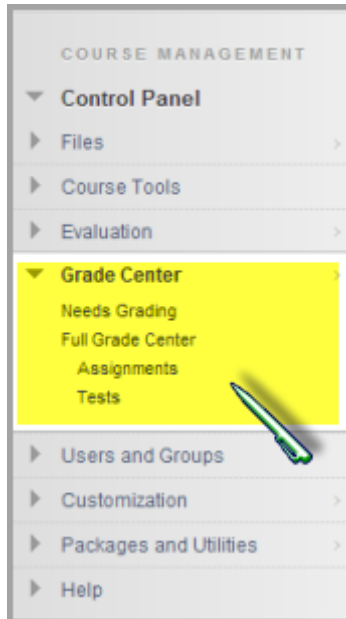 COURSE MANAGEMENT
Control Panel
Files
Course Tools
Evaluation
Grade Center
Needs Grading
Full Grade Center
Assignments
Tests
Users and Groups
Customization
Packages and Utilities
Help